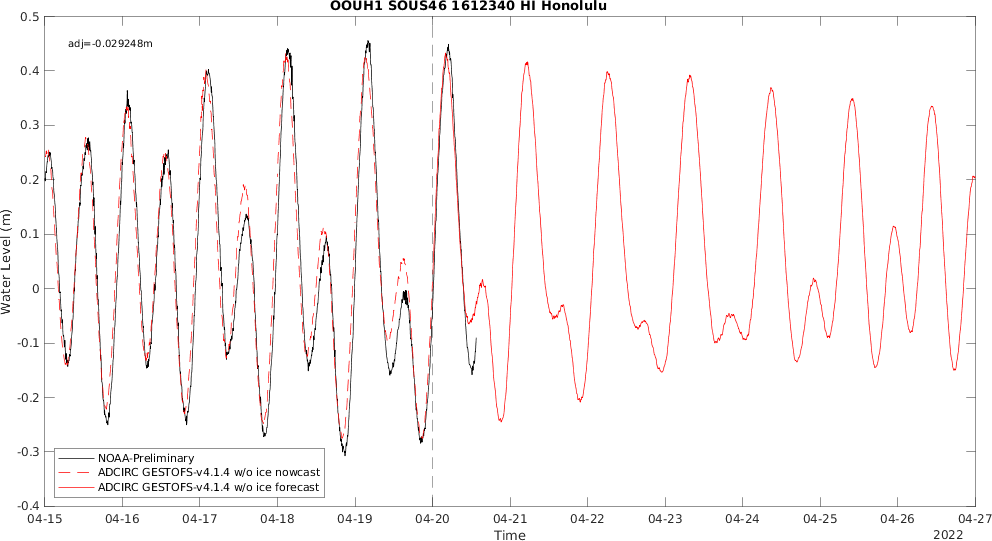 OOUH1 SOUS46 1612340 HI Honolulu
adj=-0.029248m
0.5
0.4
0.3
0.2
0.1
0
-0.1
-0.2
-0.3
-0.4
Water Level (m)
NOAA-Preliminary
ADCIRC GESTOFS-v4.1.4 w/o ice nowcast
ADCIRC GESTOFS-v4.1.4 w/o ice forecast
04-15 04-16 04-17 04-18 04-19 04-20 04-21 04-22 04-23 04-24 04-25 04-26 04-27
Time
2022